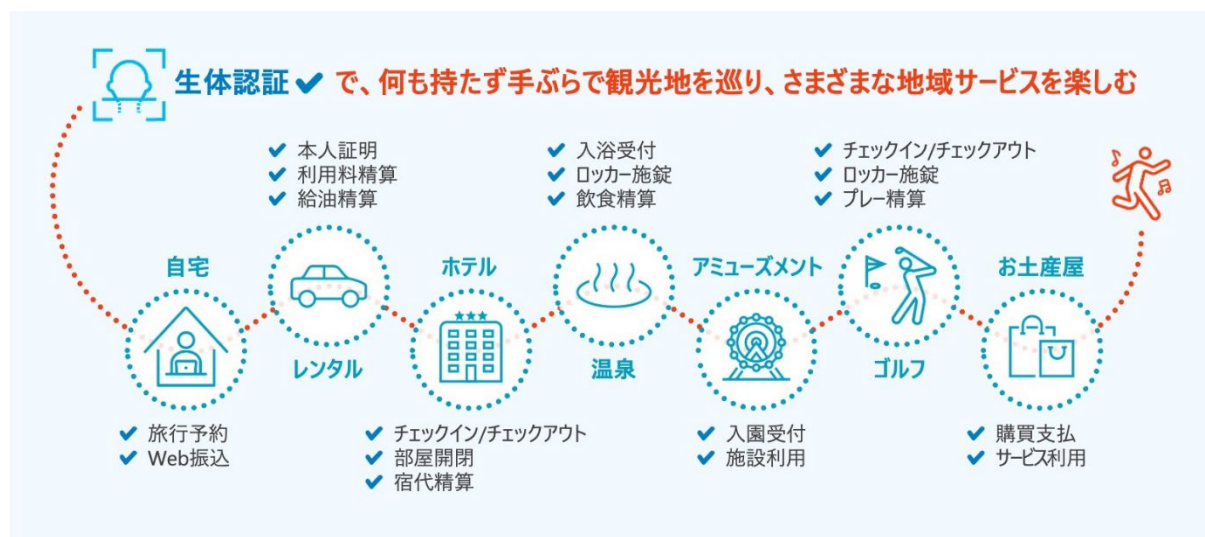 生体認証 で、何も持たず手ぶらで観光地を巡り、さまざまな地域サービスを楽しむ
自宅
旅行予約
Web振込
本人証明
利用料精算
給油精算
レンタル
ホテル
チェックイン/チェックアウト
部屋開閉
宿代精算
入浴受付
ロッカー施錠
飲食精算
温泉
アミューズメント
入園受付
施設利用
チェックイン/チェックアウト
ロッカー施錠
プレー精算
ゴルフ
お土産屋
購買支払
サービス利用